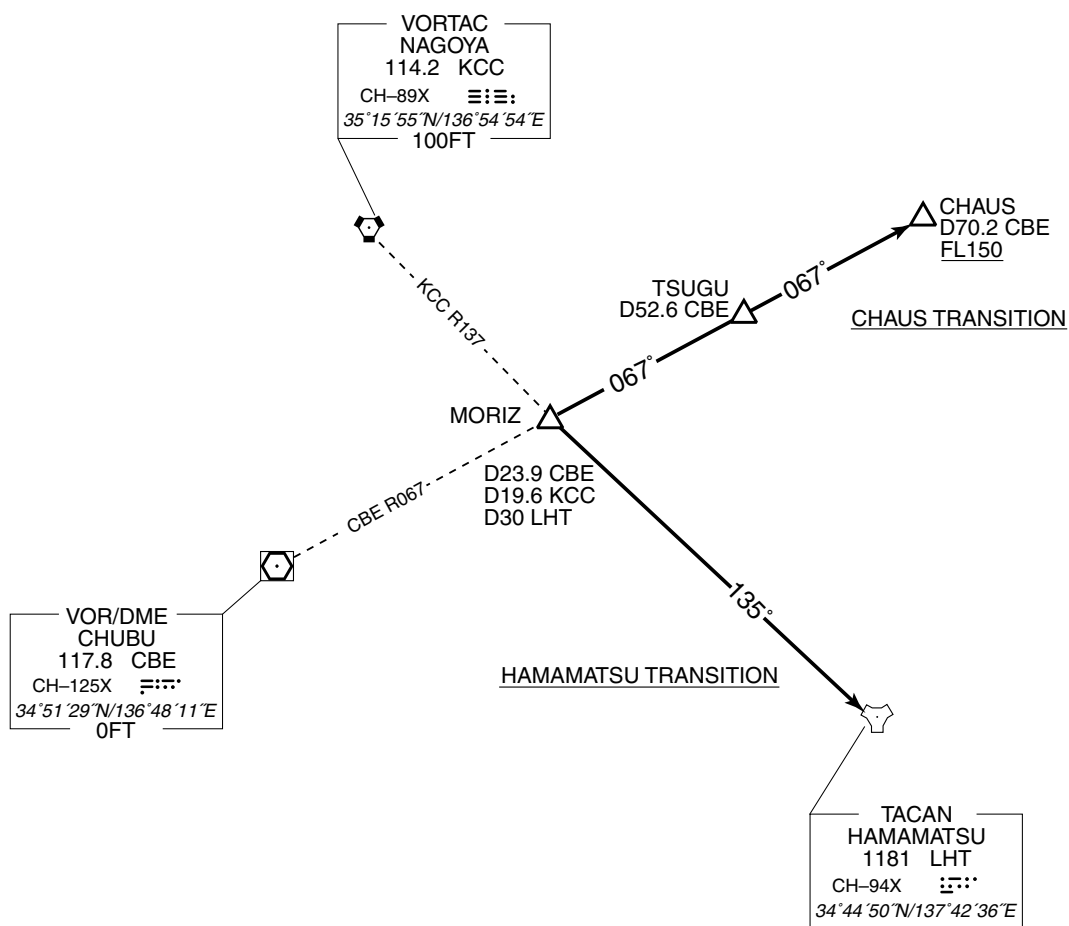 VORTAC
NAGOYA
114.2 KCC
CH–89X
35°15´55˝N/136°54´54˝E
100FT
KCC R137
CHAUS
D70.2 CBE
FL150
067°
TSUGU
D52.6 CBE
CHAUS TRANSITION
067°
MORIZ
D23.9 CBE
D19.6 KCC
D30 LHT
CBE R067
135°
VOR/DME
CHUBU
117.8 CBE
CH–125X
34°51´29˝N/136°48´11˝E
0FT
HAMAMATSU TRANSITION
TACAN
HAMAMATSU
1181 LHT
CH–94X
34°44´50˝N/137°42´36˝E